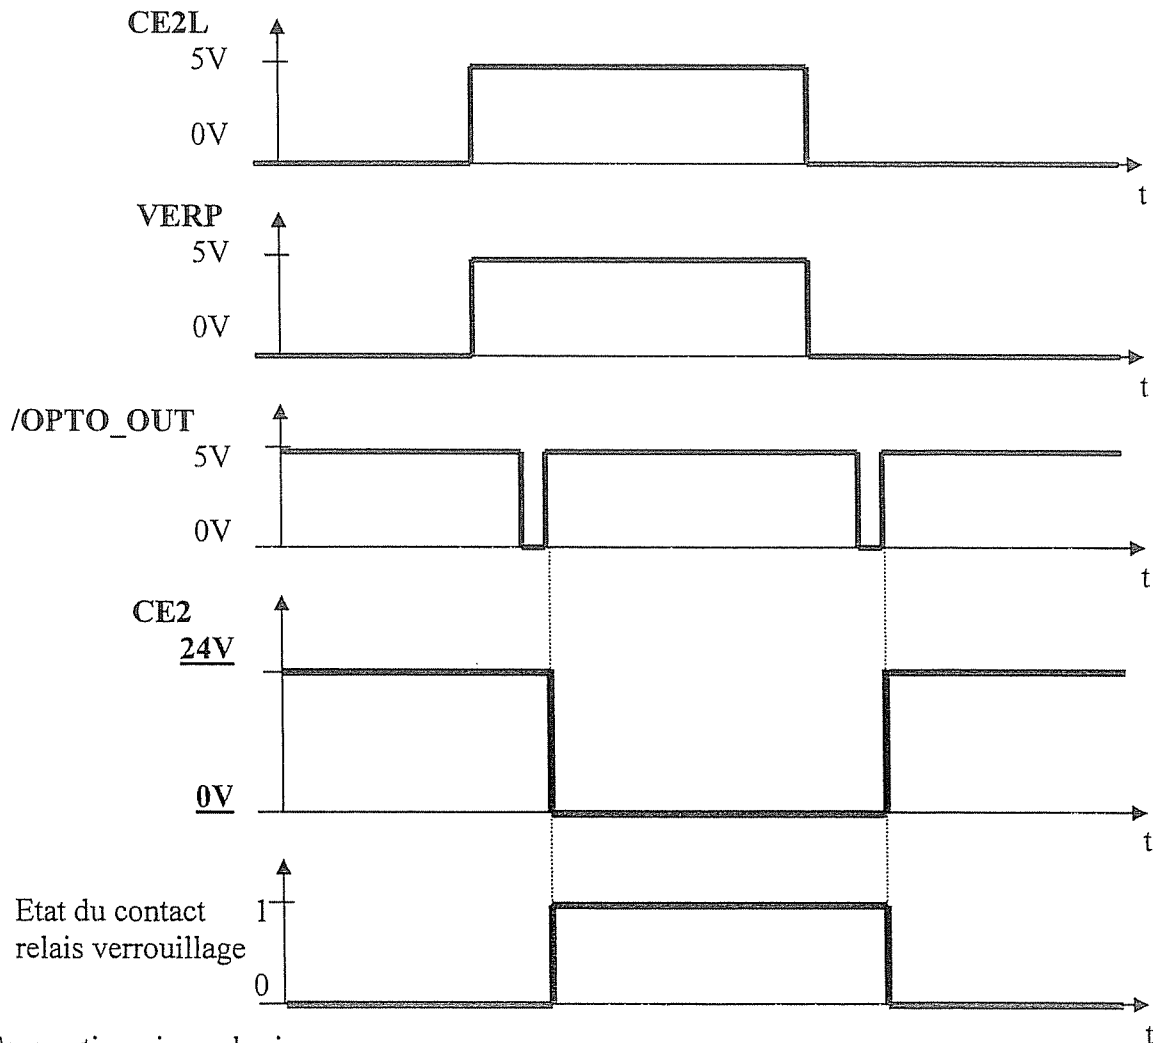 CE2L
5V
0V
t
VERP
5V
0V
t
/OPTO_OUT
5V
0V
t
CE2
24V
0V
t
Etat du contact
relais verrouillage
1
0
t